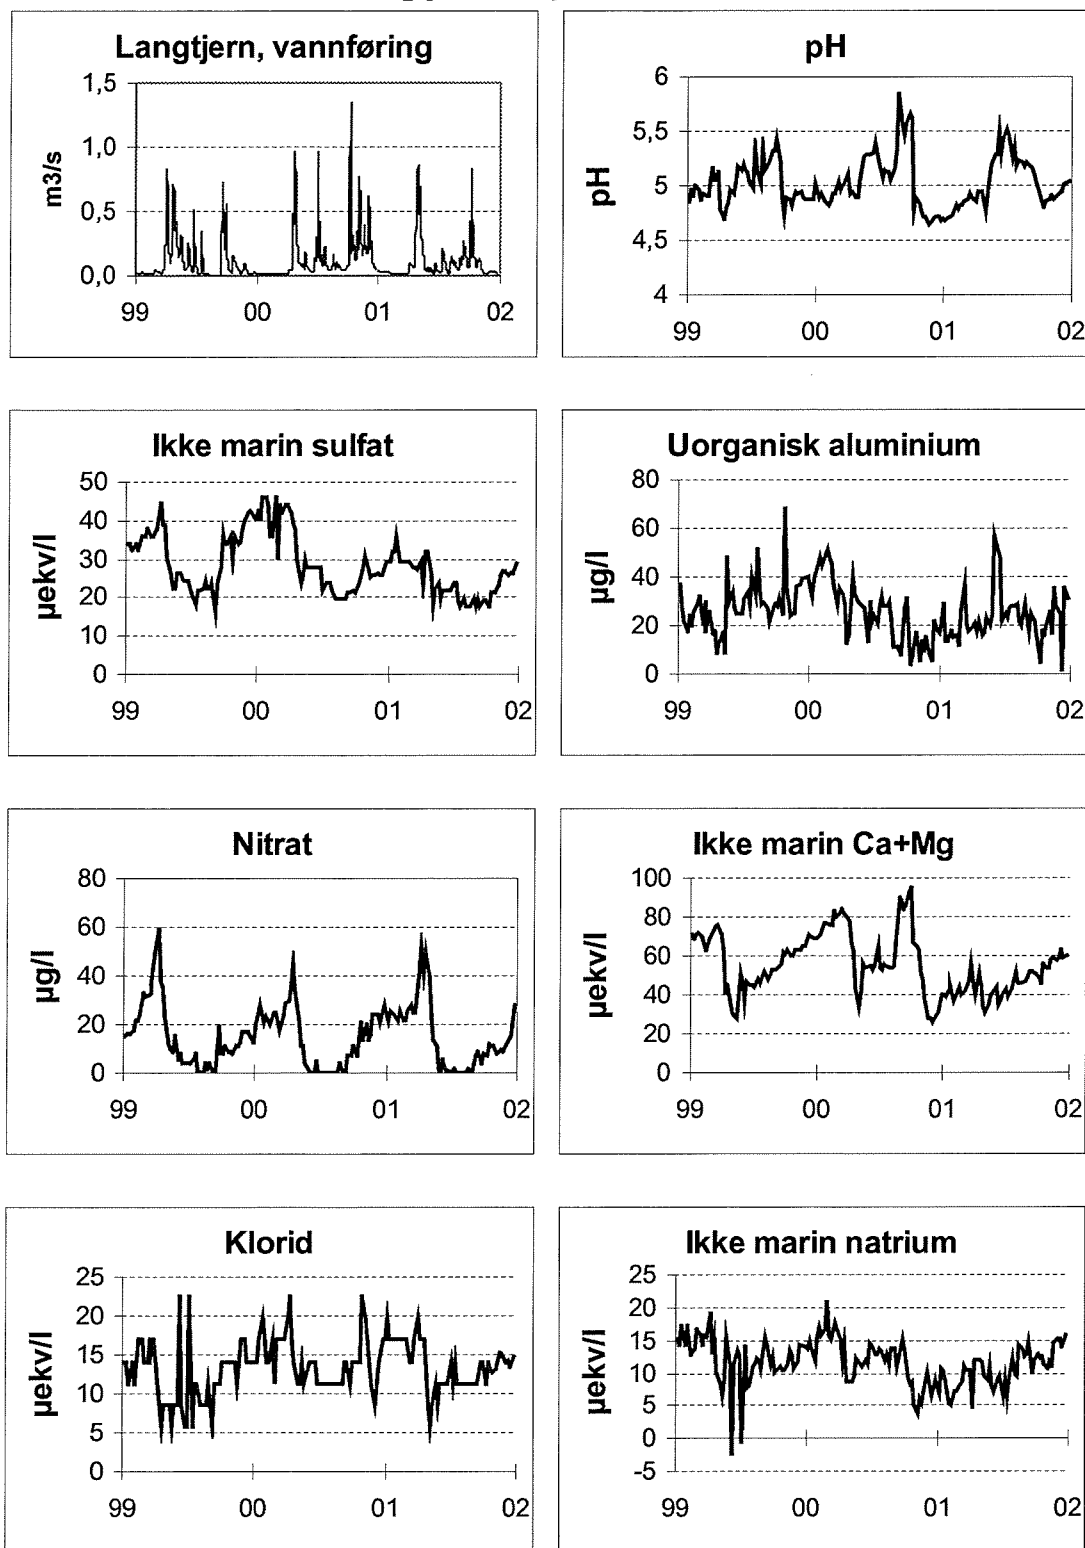 Langtjern, vannføring
1,5
1,0
0,5
0,0
m3/s
99 00 01 02
pH
6
5,5
5
4,5
4
pH
99 00 01 02
Ikke marin sulfat
50
40
30
20
10
0
µekv/l
99 00 01 02
Uorganisk aluminium
80
60
40
20
0
µg/l
99 00 01 02
Nitrat
80
60
40
20
0
µg/l
99 00 01 02
Ikke marin Ca+Mg
100
80
60
40
20
0
µekv/l
99 00 01 02
Klorid
25
20
15
10
5
0
µekv/l
99 00 01 02
Ikke marin natrium
25
20
15
10
5
0
-5
µekv/l
99 00 01 02